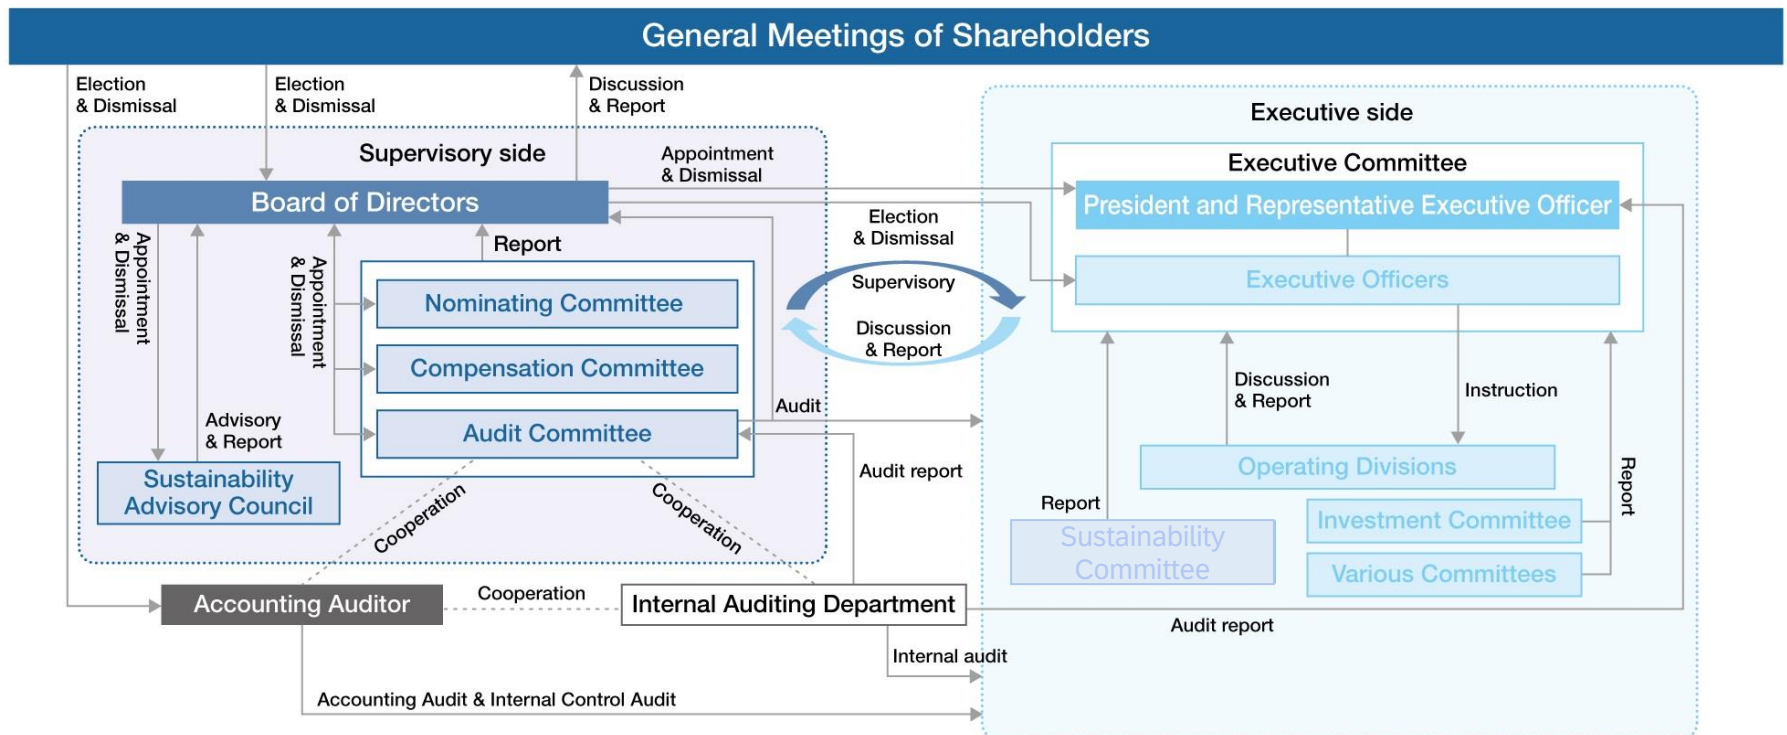 General Meetings of Shareholders
Election
& Dismissal
Election
& Dismissal
Discussion
& Report
Supervisory side
Appointment
& Dismissal
Executive side
Executive Committee
Board of Directors
President and Representative Executive Officer
Election
& Dismissal
Appointment
& Dismissal
Report
Appointment
& Dismissal
Executive Officers
Supervisory
Discussion
& Report
Nominating Committee
Compensation Committee
Audit Committee
Audit
Advisory
& Report
Sustainability
Advisory Council
Audit report
Cooperation
Cooperation
Discussion
& Report
Instruction
Operating Divisions
Report
Report
Sustainability
Committee
Investment Committee
Various Committees
Accounting Auditor
Cooperation
Internal Auditing Department
Audit report
Internal audit
Accounting Audit & Internal Control Audit